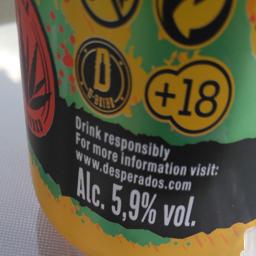 D
+18
Drink responsibly
For more information visit:
www.desperados.com
Alc. 5,9% vol.